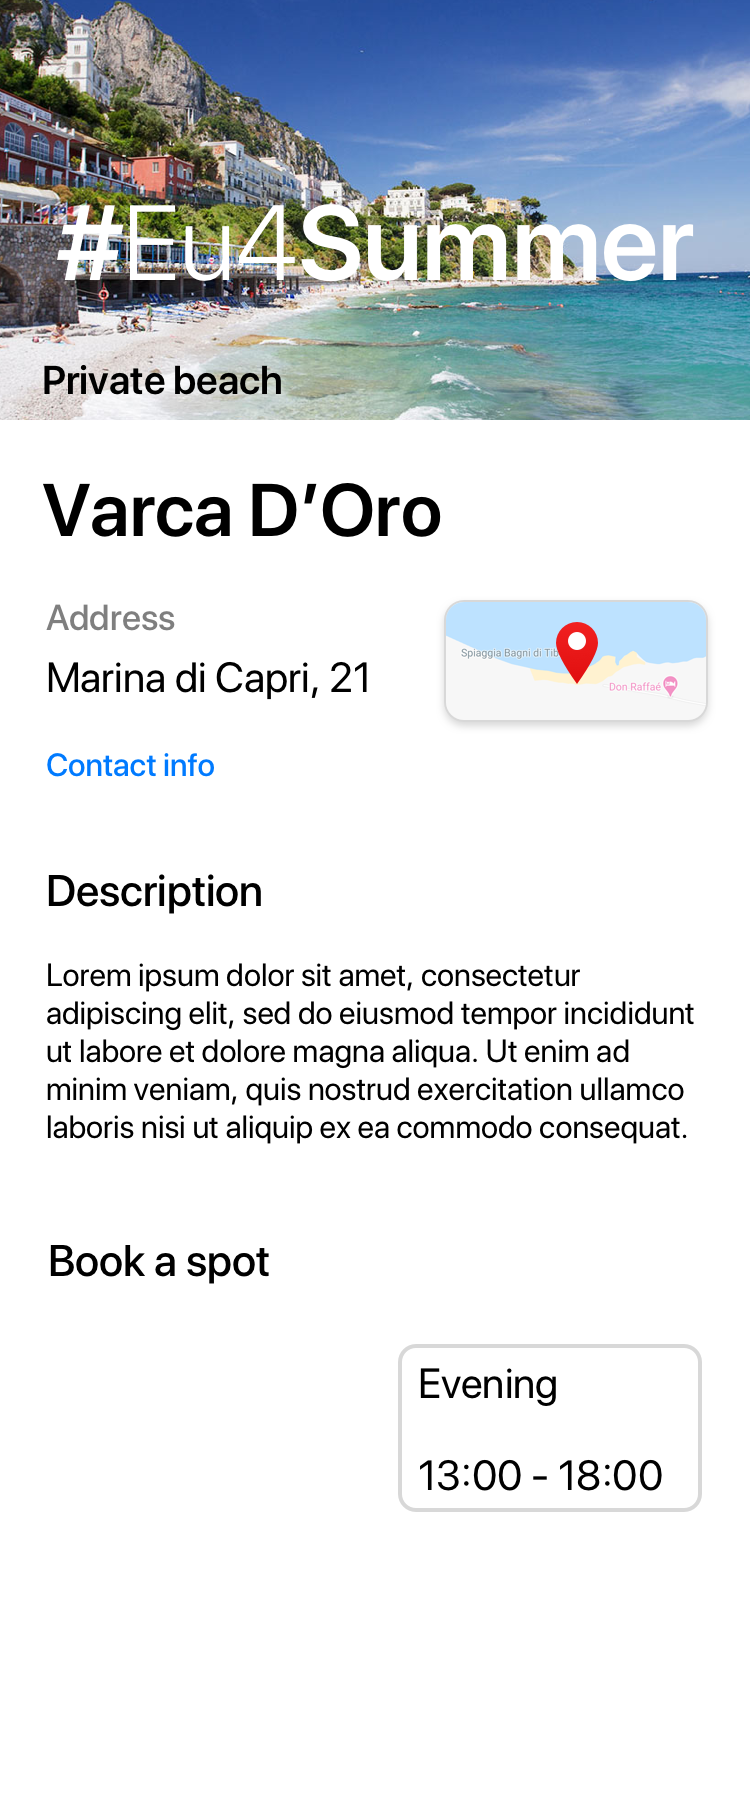 #Eu4Summer
Private beach
Varca D’Oro
Address
Marina di Capri, 21
Spiaggia Bagni di Tib
Don Raffaé
Contact info
Description
Lorem ipsum dolor sit amet, consectetur
adipiscing elit, sed do eiusmod tempor incididunt
ut labore et dolore magna aliqua. Ut enim ad
minim veniam, quis nostrud exercitation ullamco
laboris nisi ut aliquip ex ea commodo consequat.
Book a spot
Evening
13:00 - 18:00